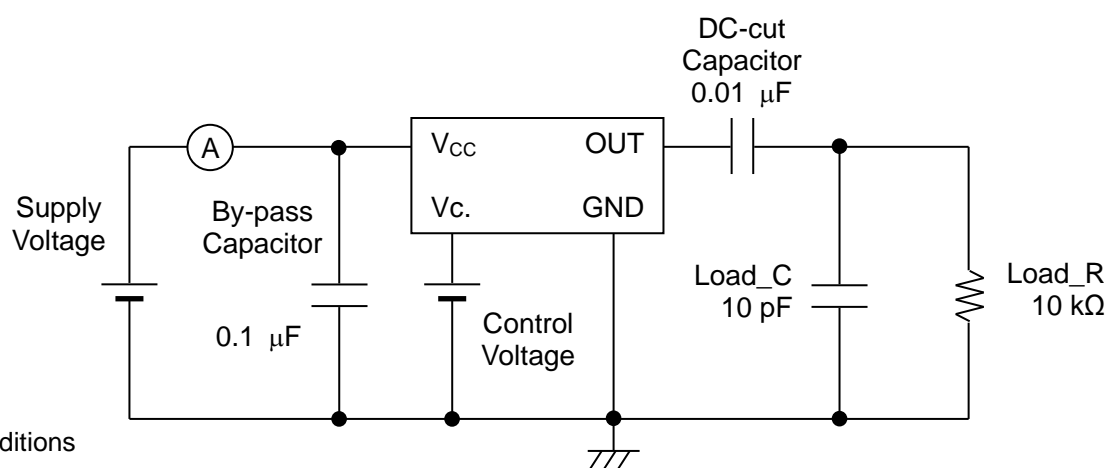 DC-cut
Capacitor
0.01 μF
A
VCC
OUT
Vc.
GND
Supply
Voltage
By-pass
Capacitor
0.1 μF
Control
Voltage
Load_C
10 pF
Load_R
10 kΩ
ditions